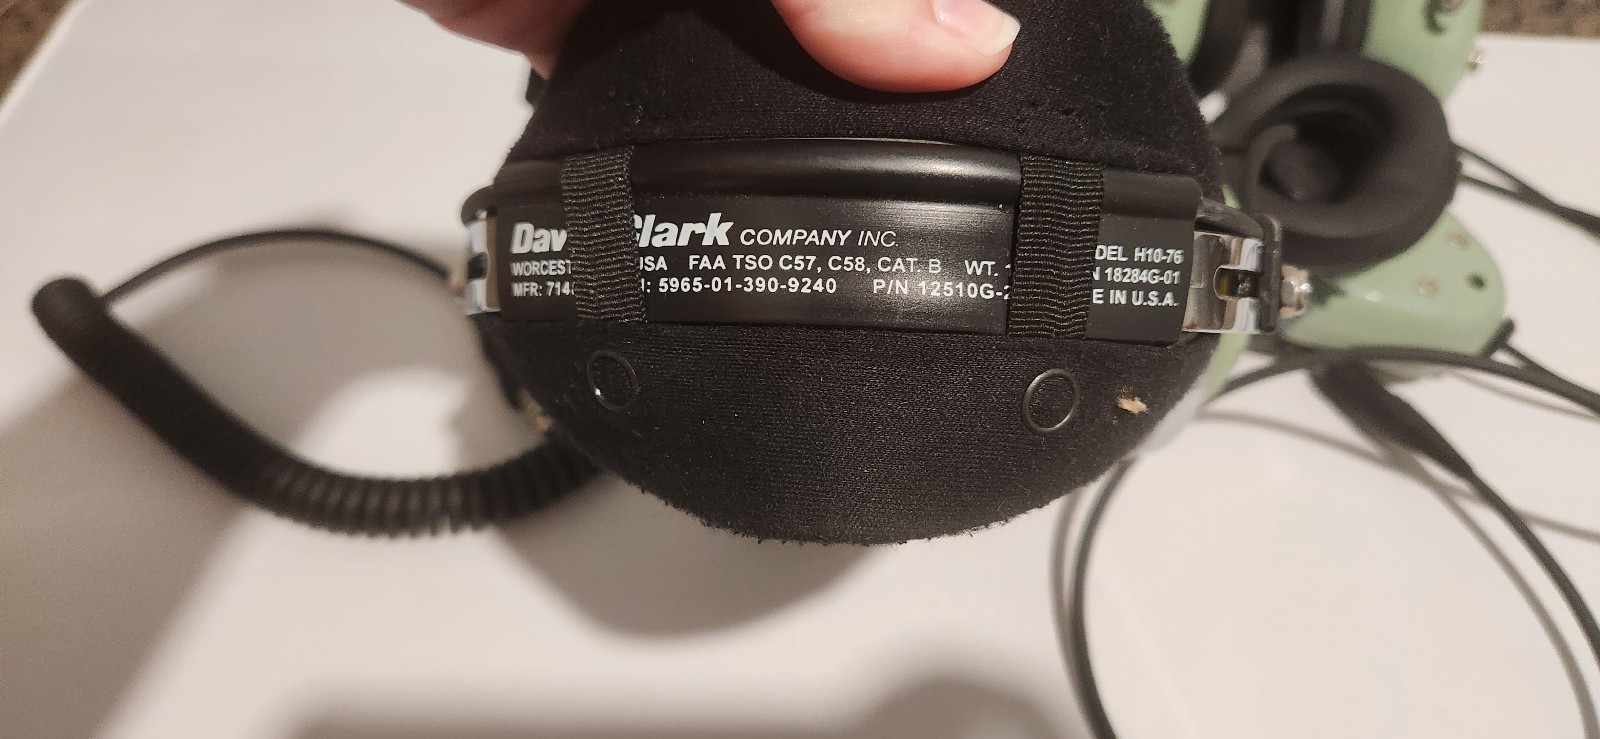 Dav Clark COMPANY INC.
WORCEST USA FAA TSO C57, C58, CAT. B WT. DEL H10-76
MFR: 714 : 5965-01-390-9240 P/N 12510G-2 N 18284G-01
E IN U.S.A.